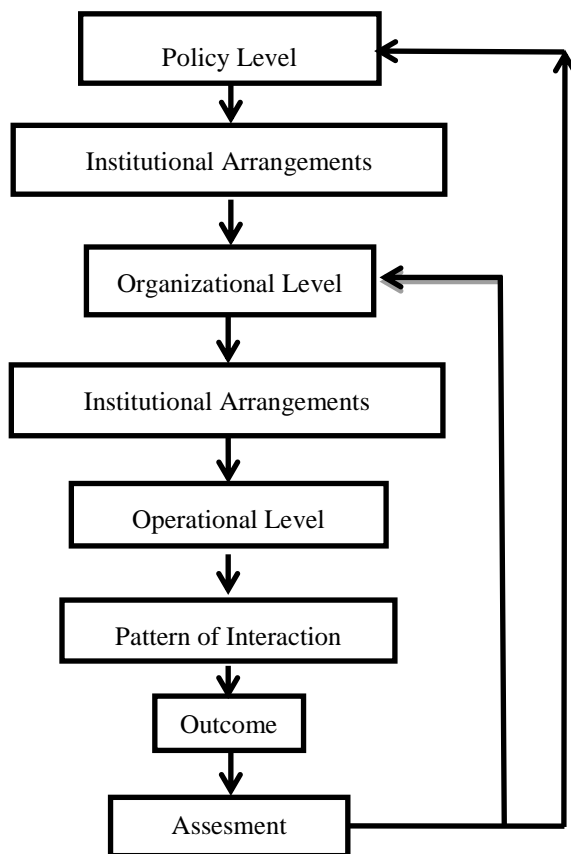 Policy Level
Institutional Arrangements
Organizational Level
Institutional Arrangements
Operational Level
Pattern of Interaction
Outcome
Assesment